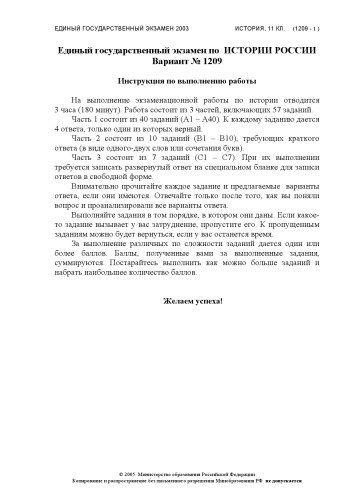 ЕДИНЫЙ ГОСУДАРСТВЕННЫЙ ЭКЗАМЕН 2003 ИСТОРИЯ, 11 КЛ. (1209 - 1 )
Единый государственный экзамен по ИСТОРИИ РОССИИ
Вариант № 1209
Инструкция по выполнению работы
На выполнение экзаменационной работы по истории отводится
3 часа (180 минут). Работа состоит из 3 частей, включающих 57 заданий.
Часть 1 состоит из 40 заданий (А1 – А40). К каждому заданию дается
4 ответа, только один из которых верный.
Часть 2 состоит из 10 заданий (В1 – В10), требующих краткого
ответа (в виде одного-двух слов или сочетания букв).
Часть 3 состоит из 7 заданий (С1 – С7). При их выполнении
требуется записать развернутый ответ на специальном бланке для записи
ответов в свободной форме.
Внимательно прочитайте каждое задание и предлагаемые варианты
ответа, если они имеются. Отвечайте только после того, как вы поняли
вопрос и проанализировали все варианты ответа.
Выполняйте задания в том порядке, в котором они даны. Если какое-
то задание вызывает у вас затруднение, пропустите его. К пропущенным
заданиям можно будет вернуться, если у вас останется время.
За выполнение различных по сложности заданий дается один или
более баллов. Баллы, полученные вами за выполненные задания,
суммируются. Постарайтесь выполнить как можно больше заданий и
набрать наибольшее количество баллов.
Желаем успеха!
© 2005 Министерство образования Российской Федерации
Копирование и распространение без письменного разрешения Минобразования РФ не допускается